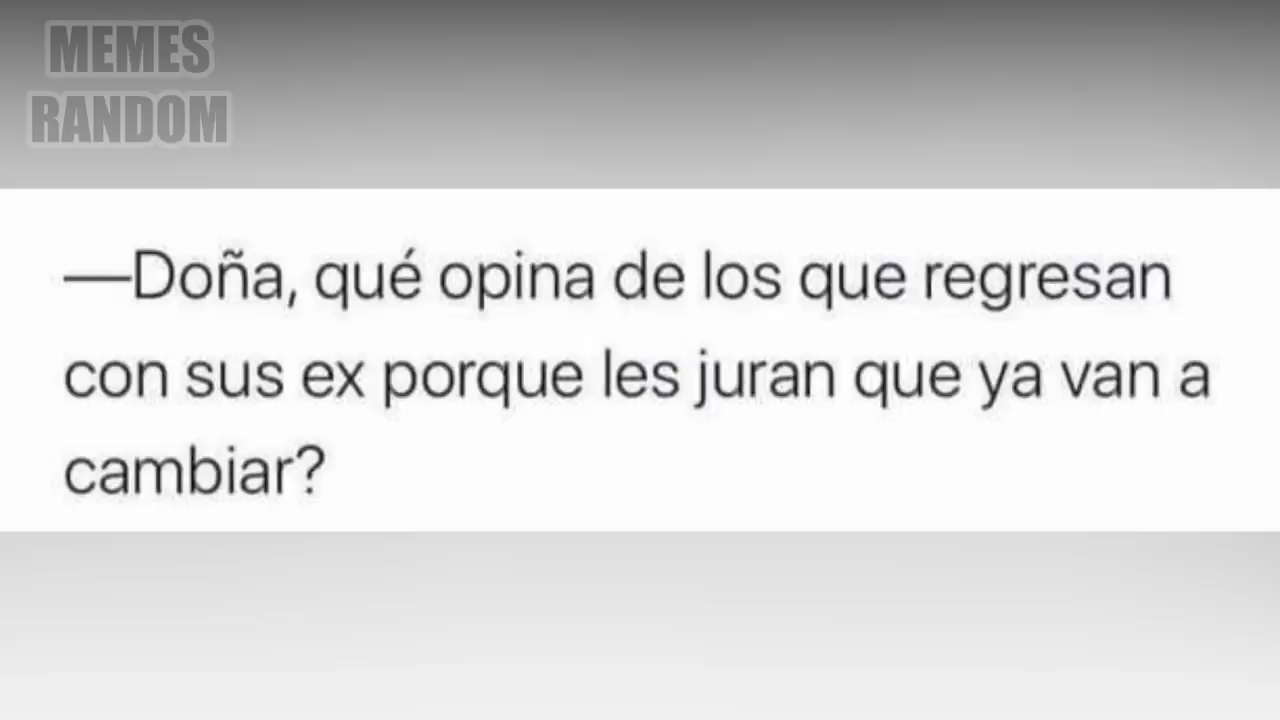 MEMES
RANDOM
—Doña, qué opina de los que regresan
con sus ex porque les juran que ya van a
cambiar?